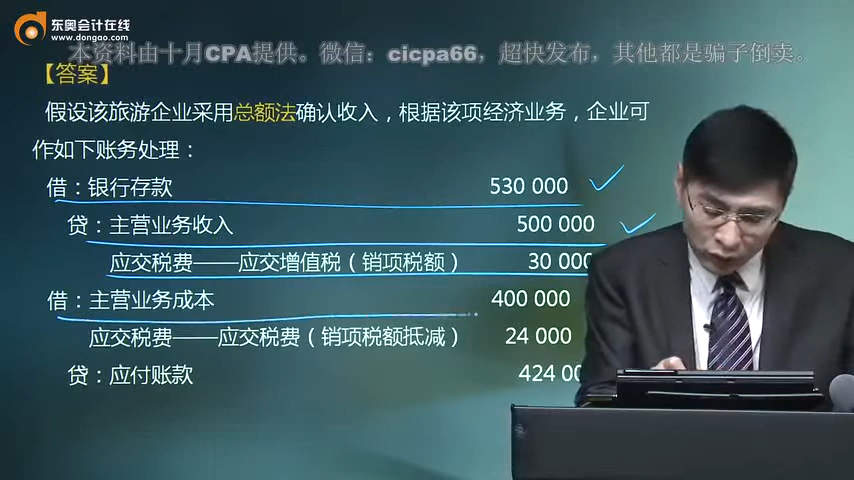 东奥会计在线
www.dongao.com
本资料由十月CPA提供。微信：cicpa66，超快发布，其他都是骗子倒卖。
【答案】
假设该旅游企业采用总额法确认收入，根据该项经济业务，企业可
作如下账务处理：
借：银行存款 530 000
贷：主营业务收入 500 000
应交税费——应交增值税（销项税额） 30 000
借：主营业务成本 400 000
应交税费——应交税费（销项税额抵减） 24 000
贷：应付账款 424 00